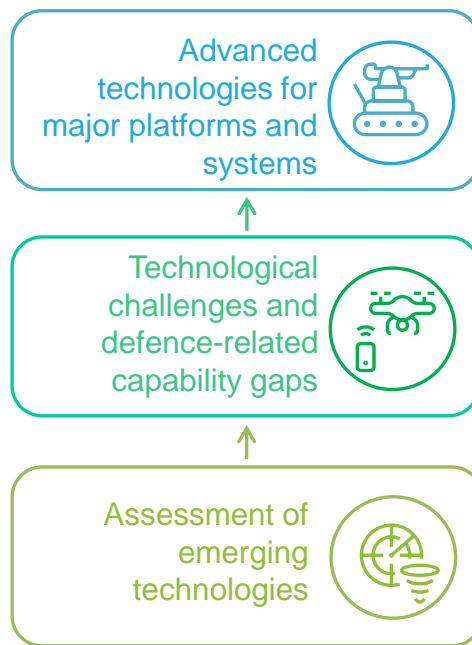 Advanced
technologies for
major platforms and
systems
Technological
challenges and
defence-related
capability gaps
Assessment of
emerging
technologies